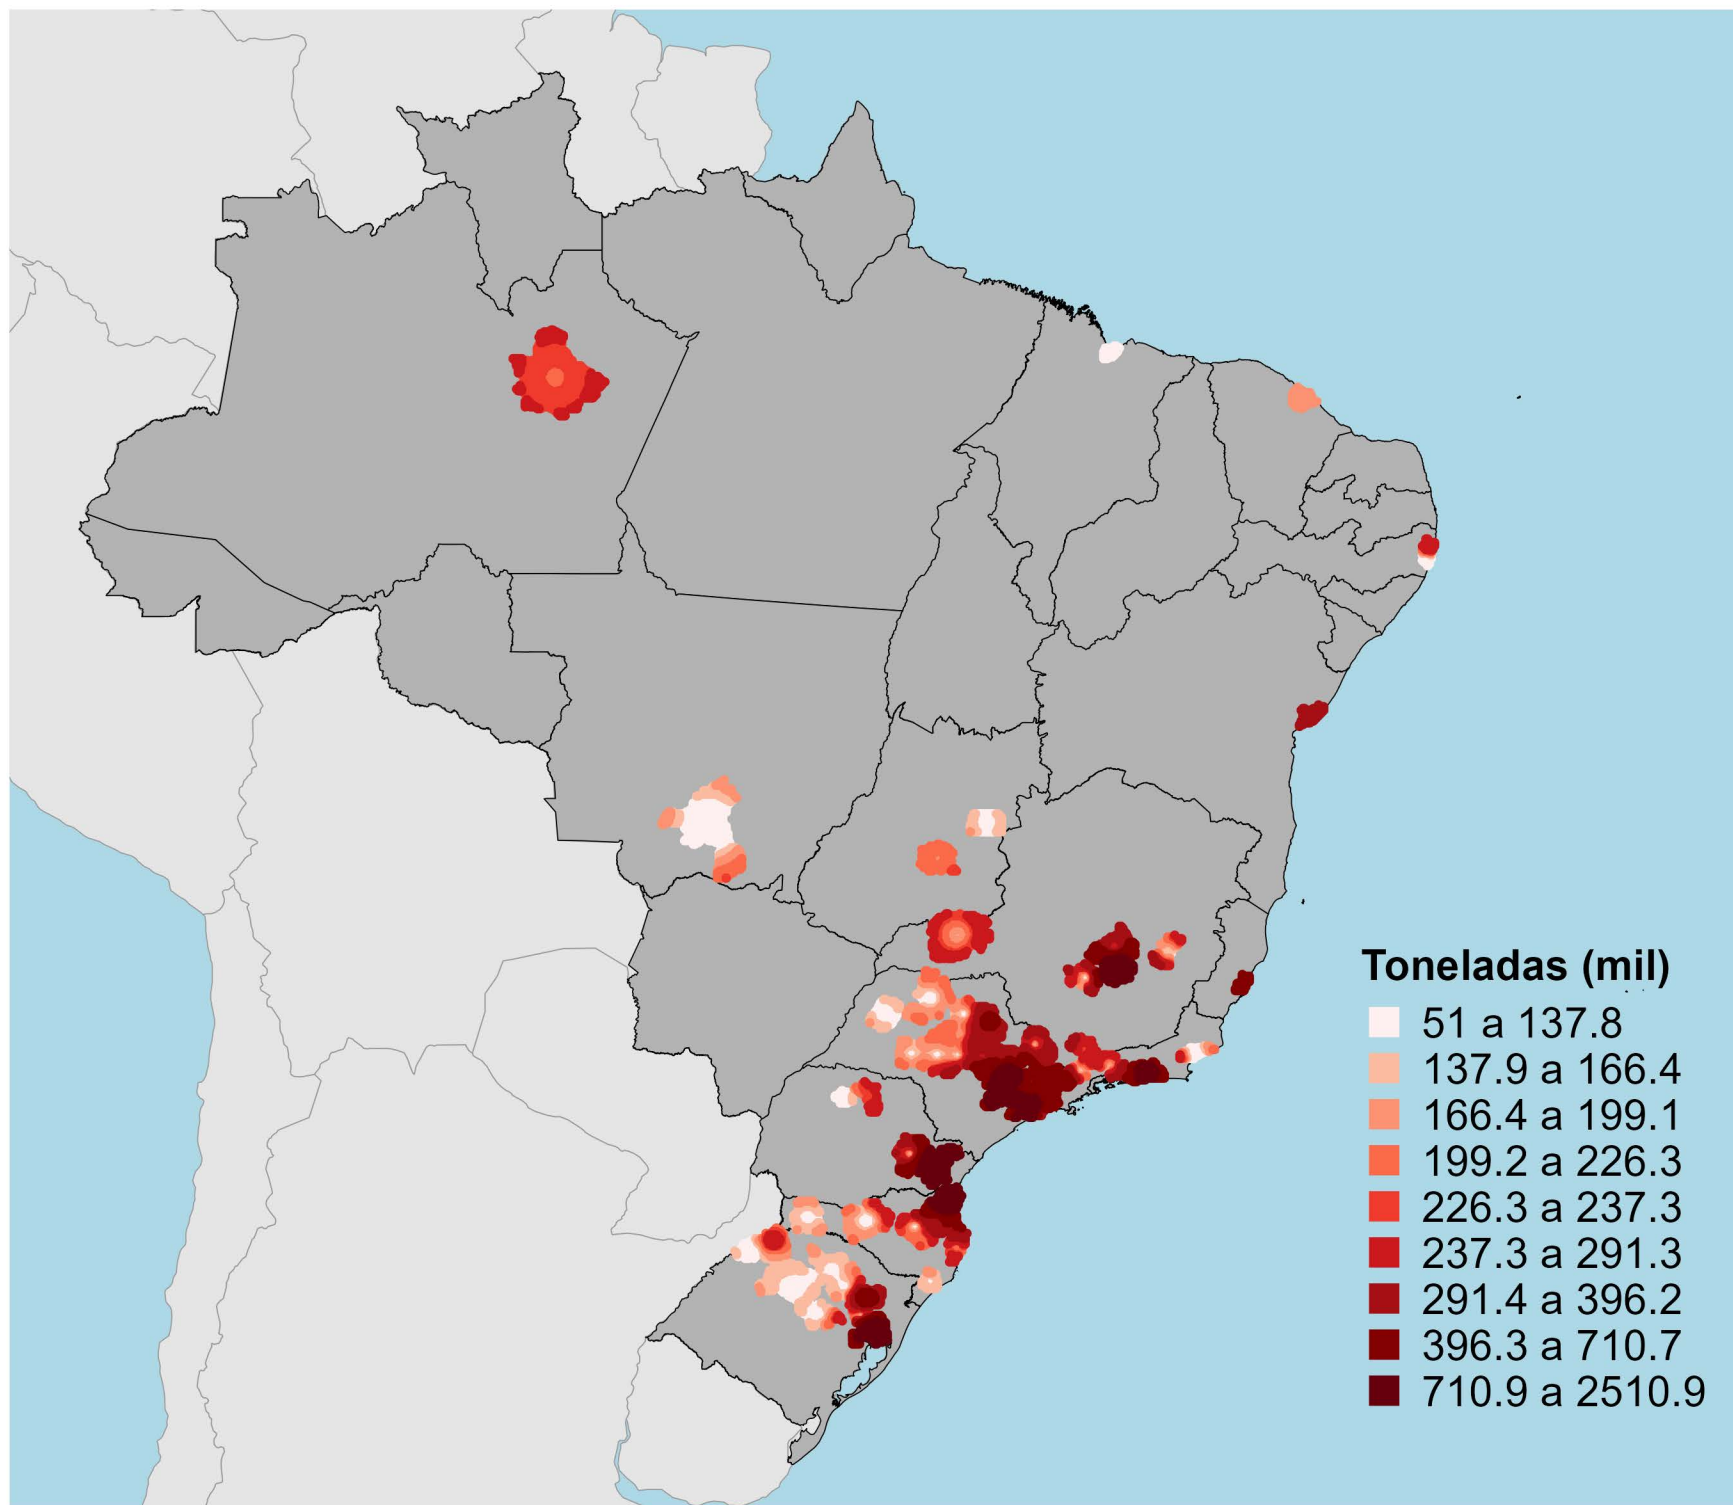 Toneladas (mil)
51 a 137.8
137.9 a 166.4
166.4 a 199.1
199.2 a 226.3
226.3 a 237.3
237.3 a 291.3
291.4 a 396.2
396.3 a 710.7
710.9 a 2510.9